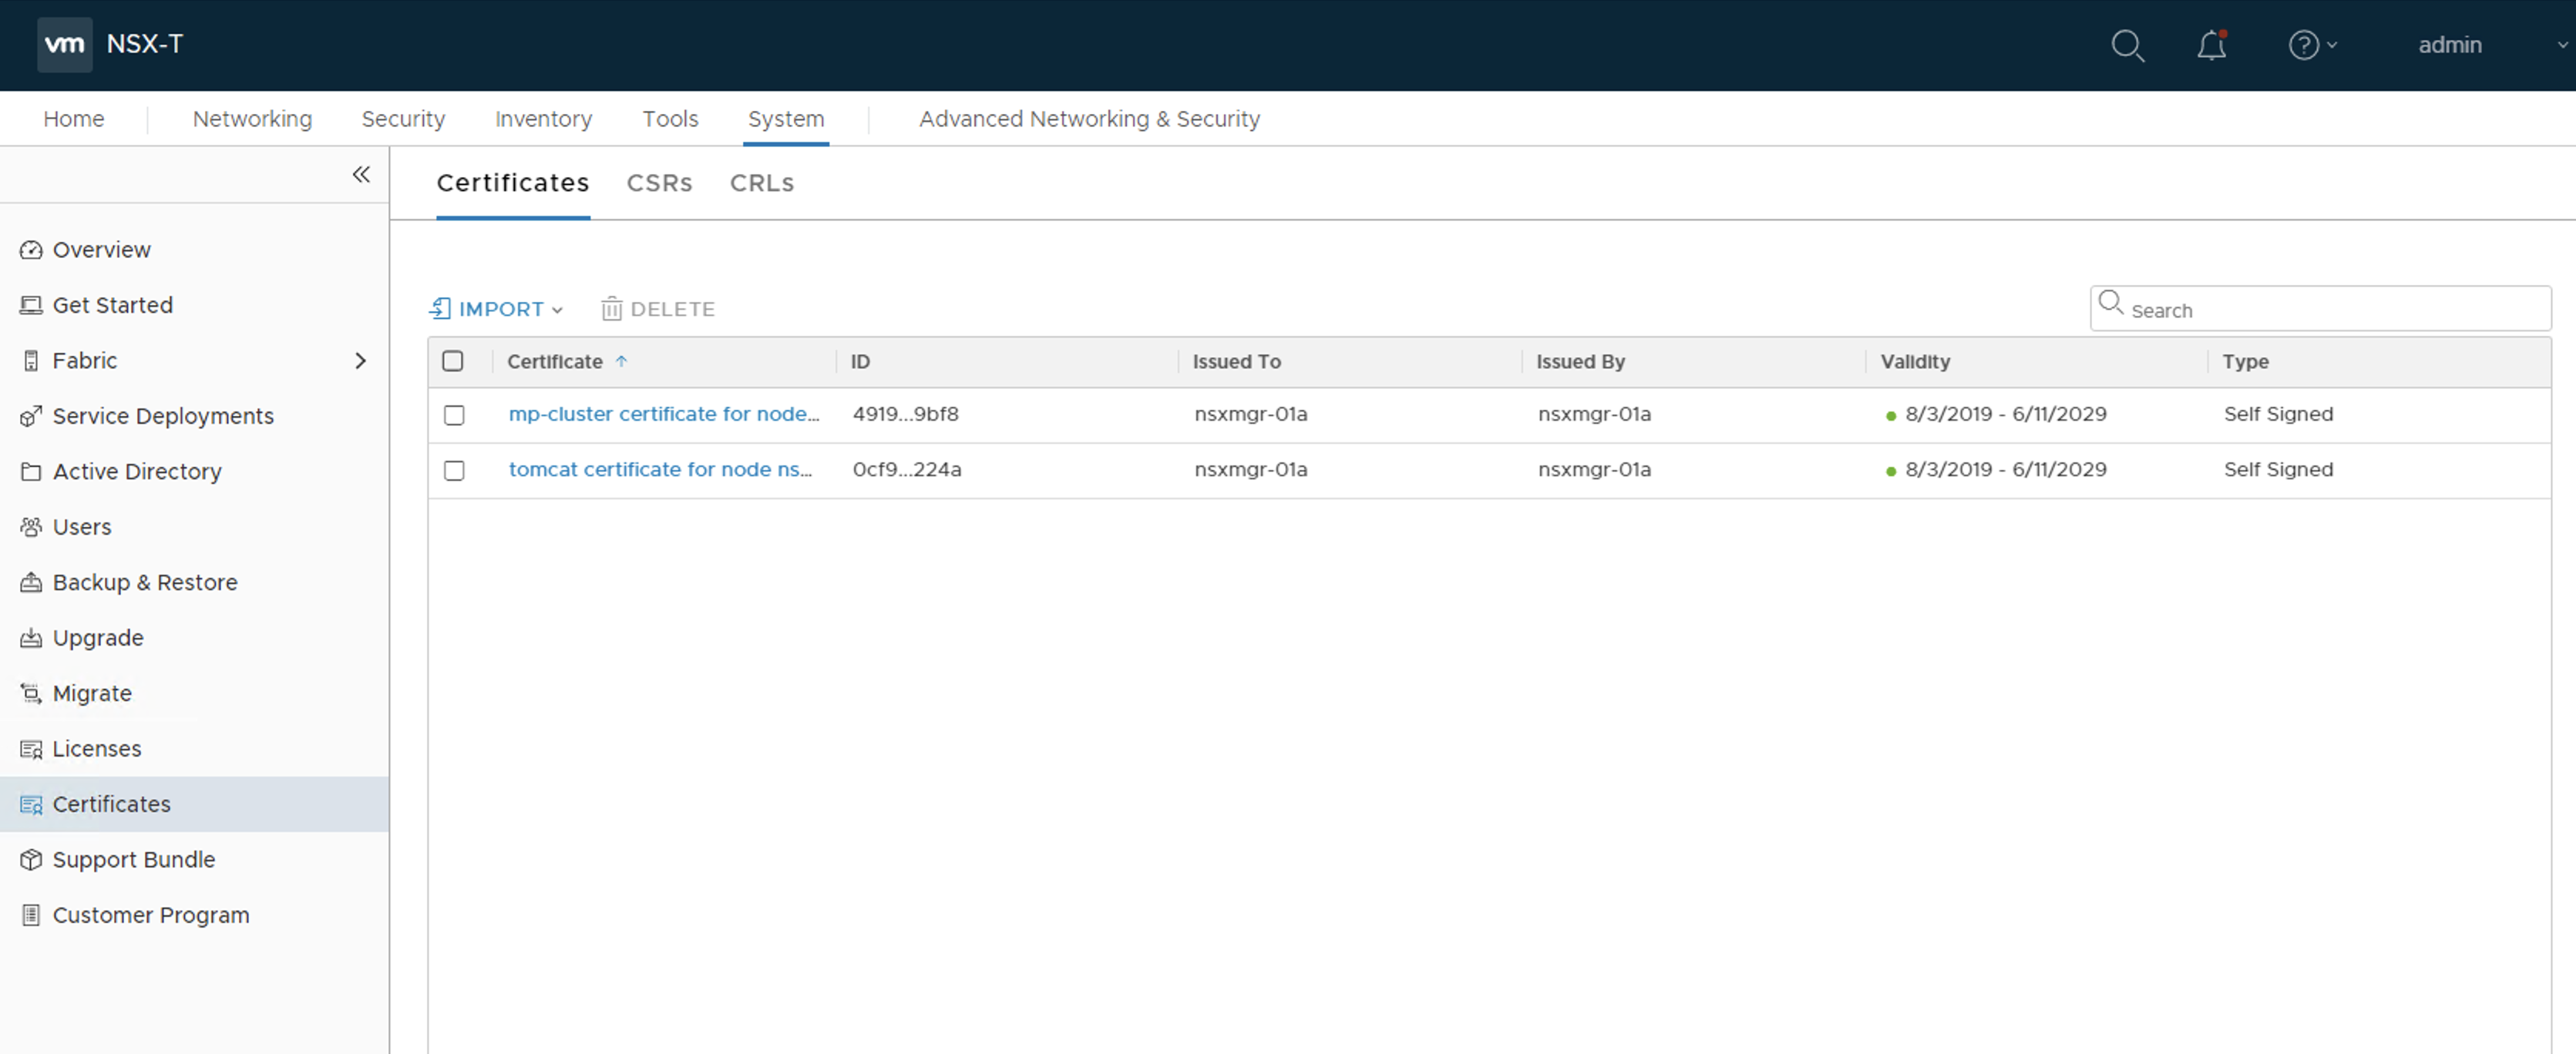 vm NSX-T admin
Home Networking Security Inventory Tools System Advanced Networking & Security
Certificates CSRs CRLs
Overview
Get Started
Fabric
Service Deployments
Active Directory
Users
Backup & Restore
Upgrade
Migrate
Licenses
Certificates
Support Bundle
Customer Program
IMPORT DELETE Search
Certificate ID Issued To Issued By Validity Type
mp-cluster certificate for node... 4919...9bf8 nsxmgr-01a nsxmgr-01a 8/3/2019 - 6/11/2029 Self Signed
tomcat certificate for node ns... 0cf9...224a nsxmgr-01a nsxmgr-01a 8/3/2019 - 6/11/2029 Self Signed